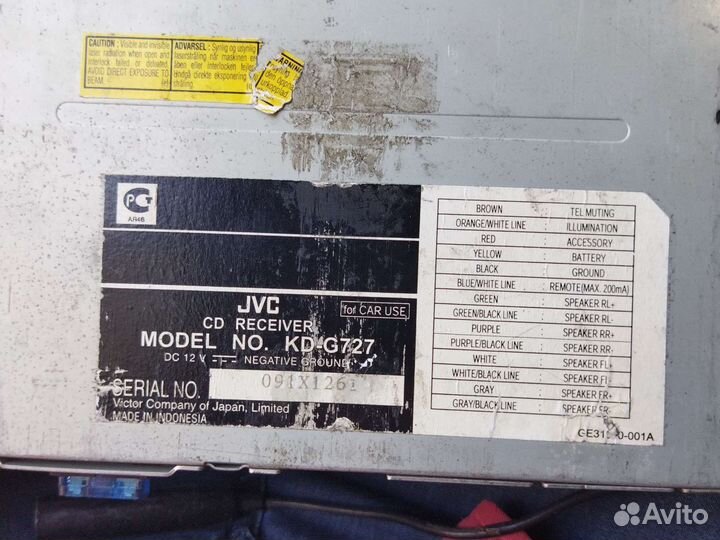 CAUTION : Visible and invisible
laser radiation when open and
interlock failed or defeated.
AVOID DIRECT EXPOSURE TO
BEAM.
ADVARSEL : Synlig og usynlig
laserstråling når maskinen er
åben eller interlocken fejler.
Undgå direkte eksponering
stråling
PCT
AЯ46
JVC
for CAR USE
CD RECEIVER
MODEL NO. KD-G727
DC 12 V NEGATIVE GROUND
SERIAL NO. 091X1261
Victor Company of Japan, Limited
MADE IN INDONESIA
BROWN : TEL MUTING
ORANGE/WHITE LINE : ILLUMINATION
RED : ACCESSORY
YELLOW : BATTERY
BLACK : GROUND
BLUE/WHITE LINE : REMOTE(MAX. 200mA)
GREEN : SPEAKER RL+
GREEN/BLACK LINE : SPEAKER RL-
PURPLE : SPEAKER RR+
PURPLE/BLACK LINE : SPEAKER RR-
WHITE : SPEAKER FL+
WHITE/BLACK LINE : SPEAKER FL-
GRAY : SPEAKER FR+
GRAY/BLACK LINE : SPEAKER FR-
Avito